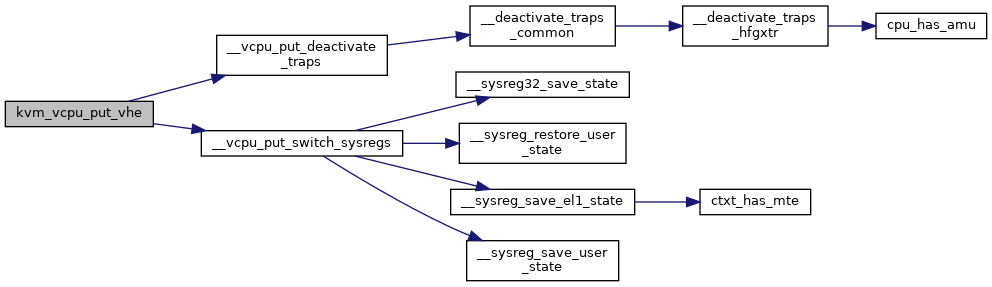 kvm_vcpu_put_vhe
__vcpu_put_deactivate
_traps
__deactivate_traps
_common
__deactivate_traps
_hfgxtr
cpu_has_amu
__vcpu_put_switch_sysregs
__sysreg32_save_state
__sysreg_restore_user
_state
__sysreg_save_el1_state
ctxt_has_mte
__sysreg_save_user
_state